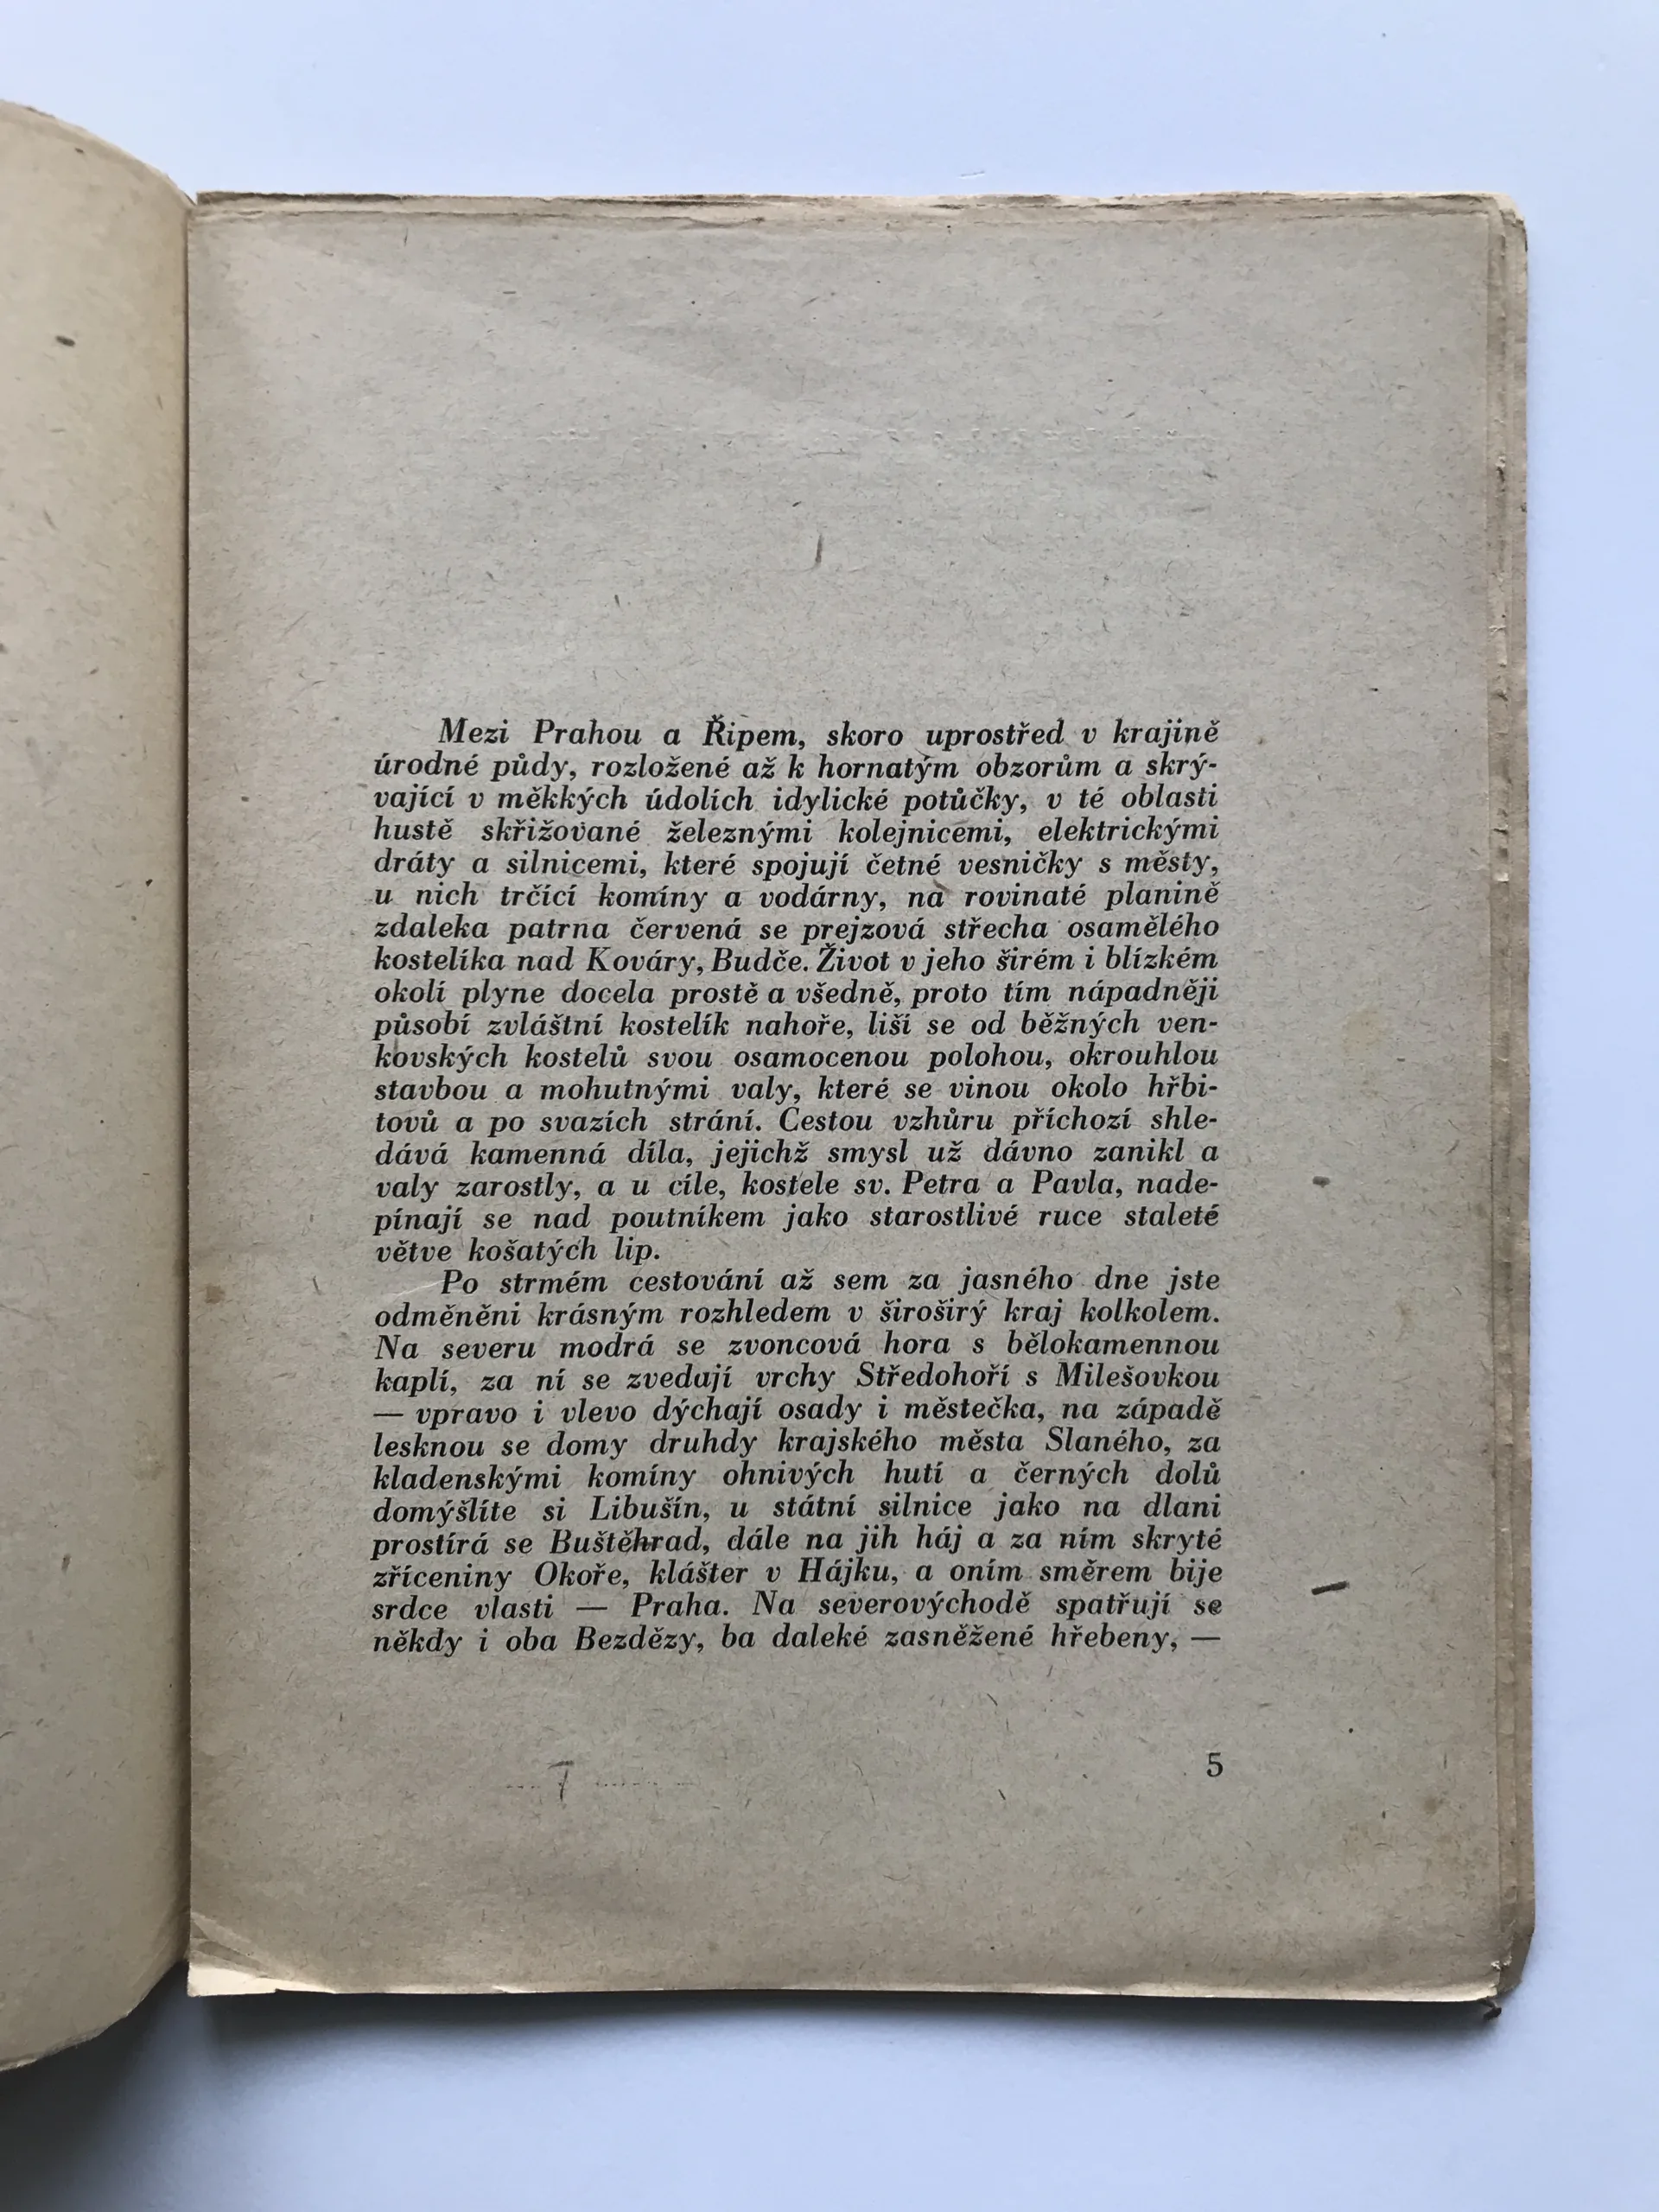 Mezi Prahou a Řipem, skoro uprostřed v krajině
úrodné půdy, rozložené až k hornatým obzorům a skrý-
vající v měkkých údolích idylické potůčky, v té oblasti
hustě skřižované železnými kolejnicemi, elektrickými
dráty a silnicemi, které spojují četné vesničky s městy,
u nich trčící komíny a vodárny, na rovinaté planině
zdaleka patrna červená se prejzová střecha osamělého
kostelíka nad Kováry, Budče. Život v jeho širém i blízkém
okolí plyne docela prostě a všedně, proto tím nápadněji
působí zvláštní kostelík nahoře, liší se od běžných ven-
kovských kostelů svou osamocenou polohou, okrouhlou
stavbou a mohutnými valy, které se vinou okolo hřbi-
tovů a po svazích strání. Cestou vzhůru příchozí shle-
dává kamenná díla, jejichž smysl už dávno zanikl a
valy zarostly, a u cíle, kostele sv. Petra a Pavla, nade-
pínají se nad poutníkem jako starostlivé ruce staleté
větve košatých lip.
Po strmém cestování až sem za jasného dne jste
odměněni krásným rozhledem v široširý kraj kolkolem.
Na severu modrá se zvoncová hora s bělokamennou
kaplí, za ní se zvedají vrchy Středohoří s Milešovkou
— vpravo i vlevo dýchají osady i městečka, na západě
lesknou se domy druhdy krajského města Slaného, za
kladenskými komíny ohnivých hutí a černých dolů
domýšlíte si Libušín, u státní silnice jako na dlani
prostírá se Buštěhrad, dále na jih háj a za ním skryté
zříceniny Okoře, klášter v Hájku, a oním směrem bije
srdce vlasti — Praha. Na severovýchodě spatřují se
někdy i oba Bezdězy, ba daleké zasněžené hřebeny, —
5